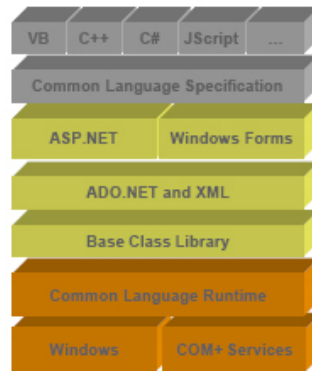 VB C++ C# JScript ...
Common Language Specification
ASP.NET Windows Forms
ADO.NET and XML
Base Class Library
Common Language Runtime
Windows COM+ Services